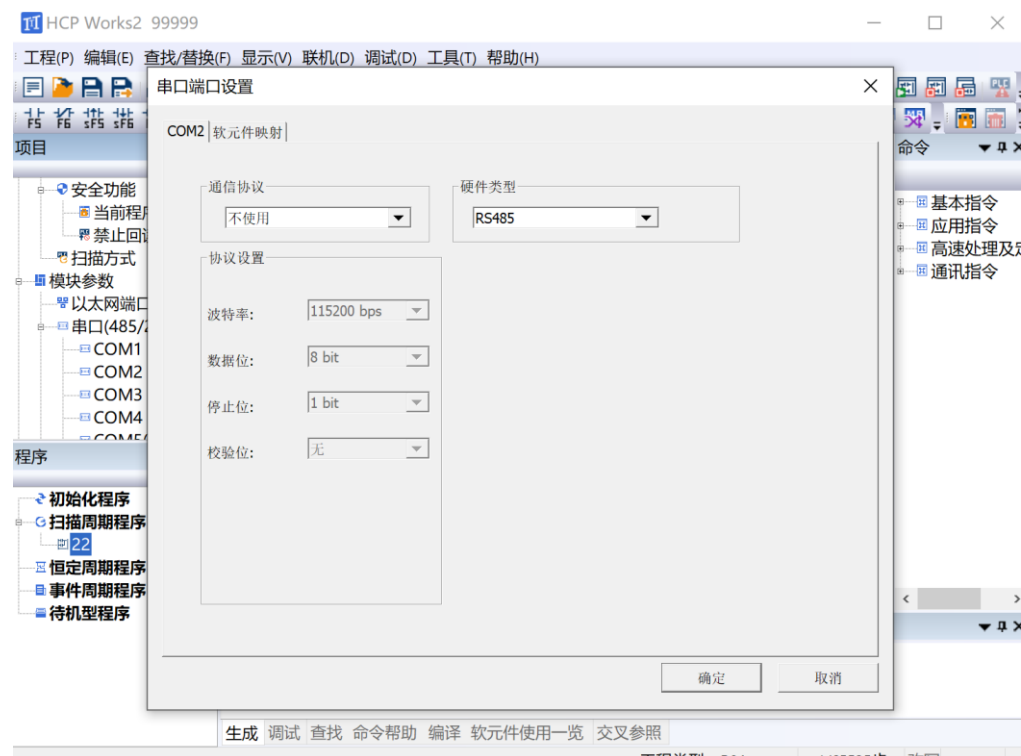 HCP Works2 99999
工程(P) 编辑(E) 查找/替换(F) 显示(V) 联机(D) 调试(D) 工具(T) 帮助(H)
F5 F6 sF5 sF6
项目
安全功能
当前程
禁止回
扫描方式
模块参数
以太网端口
串口(485/2
COM1
COM2
COM3
COM4
程序
初始化程序
扫描周期程序
22
恒定周期程序
事件周期程序
待机型程序
串口端口设置
COM2 软元件映射
通信协议
不使用
硬件类型
RS485
协议设置
波特率: 115200 bps
数据位: 8 bit
停止位: 1 bit
校验位: 无
确定 取消
命令
基本指令
应用指令
高速处理及
通讯指令
生成 调试 查找 命令帮助 编译 软元件使用一览 交叉参照